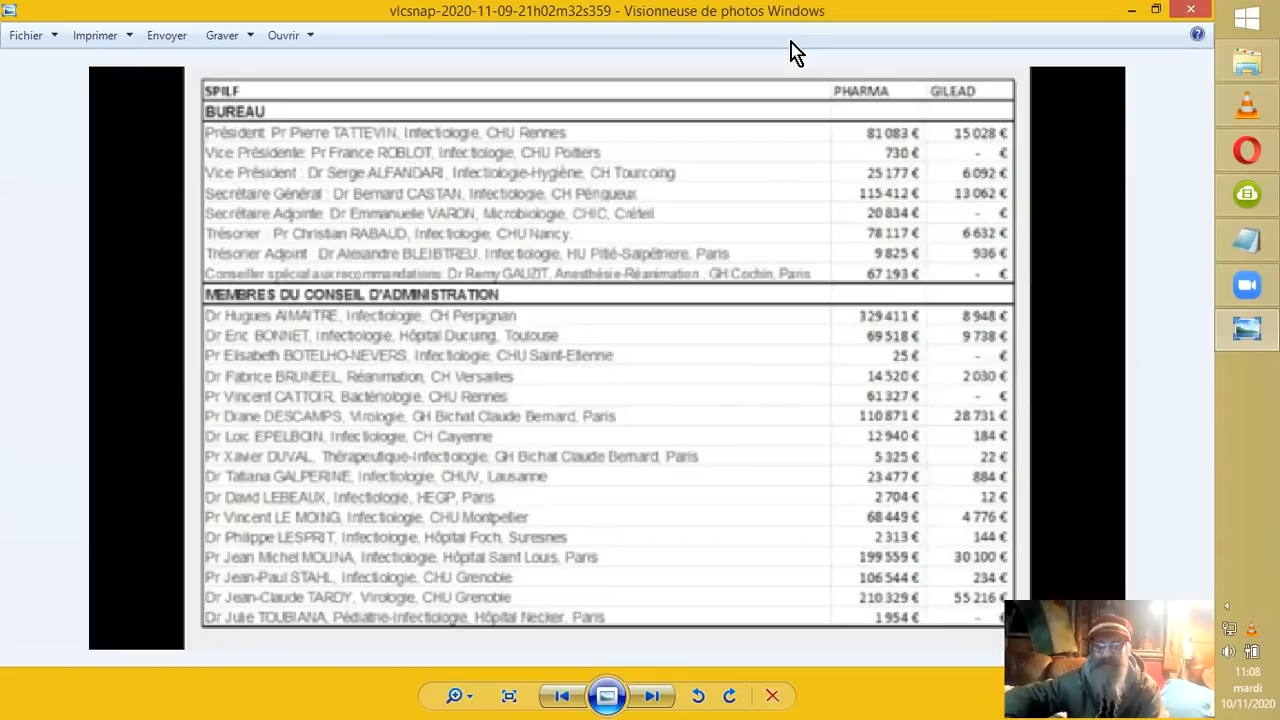 vlcsnap-2020-11-09-21h02m32s359 - Visionneuse de photos Windows
Fichier Imprimer Envoyer Graver Ouvrir
SPILF PHARMA GILEAD
BUREAU
Président: Pr Pierre TATTEVIN, Infectiologie, CHU Rennes 81 083 € 15 028 €
Vice Présidente: Pr France ROBLOT, Infectiologie, CHU Poitiers 730 € - €
Vice Président : Dr Serge ALFANDARI, Infectiologie-Hygiène, CH Tourcoing 25 177 € 6 092 €
Secrétaire Général : Dr Bernard CASTAN, Infectiologie, CH Périgueux 115 412 € 13 062 €
Secrétaire Adjointe: Dr Emmanuelle VARON, Microbiologie, CHIC, Créteil 20 834 € - €
Trésorier : Pr Christian RABAUD, Infectiologie, CHU Nancy. 78 117 € 6 632 €
Trésorier Adjoint : Dr Alexandre BLEIBTREU, Infectiologie, HU Pitié-Salpêtriere, Paris 9 825 € 936 €
Conseiller spécial aux recommandations: Dr Remy GAUZIT, Anesthésie-Réanimation , GH Cochin, Paris 67 193 € - €
MEMBRES DU CONSEIL D'ADMINISTRATION
Dr Hugues AIMAITRE, Infectiologie, CH Perpignan 329 411 € 8 948 €
Dr Eric BONNET, Infectiologie, Hôpital Ducuing, Toulouse 69 518 € 9 738 €
Pr Elisabeth BOTELHO-NEVERS, Infectiologie, CHU Saint-Etienne 25 € - €
Dr Fabrice BRUNEEL, Réanimation, CH Versailles 14 520 € 2 030 €
Pr Vincent CATTOIR, Bactériologie, CHU Rennes 61 327 € - €
Pr Diane DESCAMPS, Virologie, GH Bichat Claude Bernard, Paris 110 871 € 28 731 €
Dr Loic EPELBOIN, Infectiologie, CH Cayenne 12 940 € 184 €
Pr Xavier DUVAL, Thérapeutique-Infectiologie, GH Bichat Claude Bernard, Paris 5 325 € 22 €
Dr Tatiana GALPERINE, Infectiologie, CHUV, Lausanne 23 477 € 884 €
Dr David LEBEAUX, Infectiologie, HEGP, Paris 2 704 € 12 €
Pr Vincent LE MOING, Infectiologie, CHU Montpellier 68 449 € 4 776 €
Dr Philippe LESPRIT, Infectiologie, Hôpital Foch, Suresnes 2 313 € 144 €
Pr Jean Michel MOLINA, Infectiologie, Hôpital Saint Louis, Paris 199 559 € 30 100 €
Pr Jean-Paul STAHL, Infectiologie, CHU Grenoble 106 544 € 234 €
Dr Jean-Claude TARDY, Virologie, CHU Grenoble 210 329 € 55 216 €
Dr Julie TOUBIANA, Pédiatrie-Infectiologie, Hôpital Necker, Paris 1 954 € - €
11:08
mardi
10/11/2020